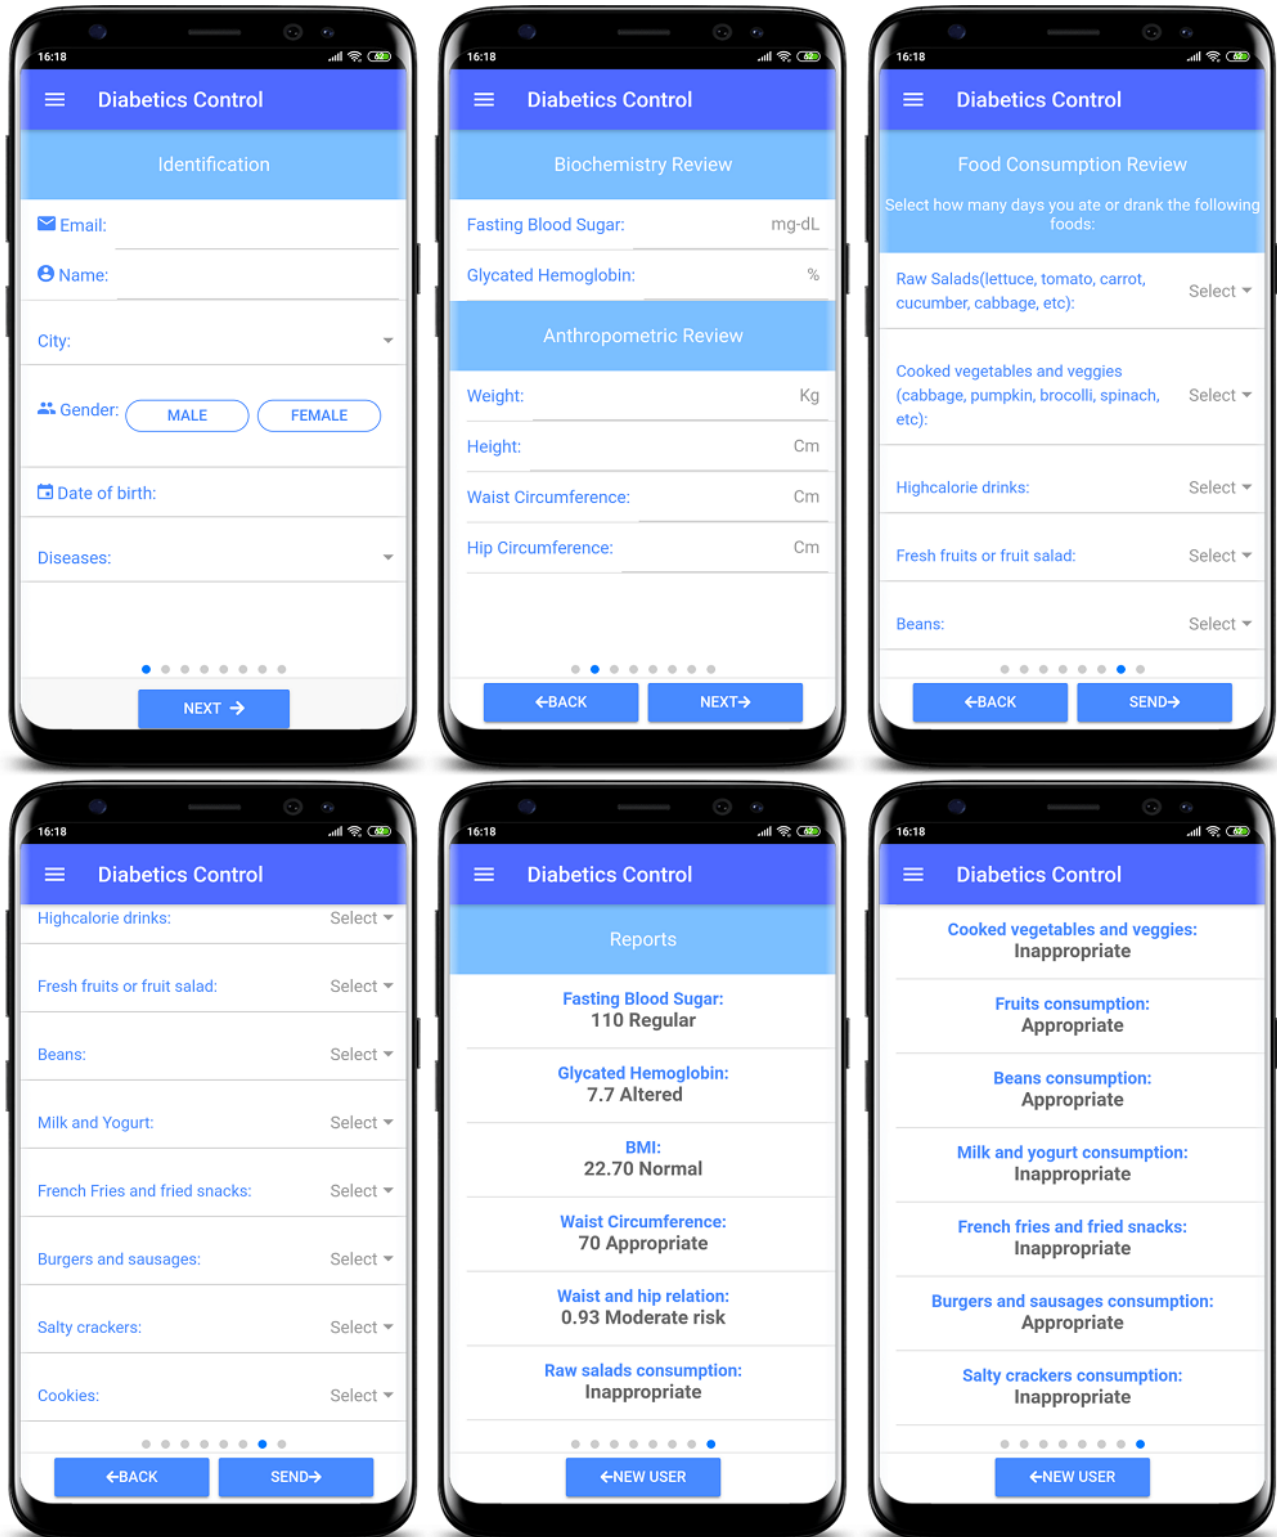 16:18
62
Diabetics Control
Identification
Email:
Name:
City:
Gender: MALE FEMALE
Date of birth:
Diseases:
NEXT →
16:18
62
Diabetics Control
Biochemistry Review
Fasting Blood Sugar: mg-dL
Glycated Hemoglobin: %
Anthropometric Review
Weight: Kg
Height: Cm
Waist Circumference: Cm
Hip Circumference: Cm
←BACK NEXT→
16:18
62
Diabetics Control
Food Consumption Review
Select how many days you ate or drank the following
foods:
Raw Salads(lettuce, tomato, carrot,
cucumber, cabbage, etc):
Select
Cooked vegetables and veggies
(cabbage, pumpkin, brocolli, spinach,
etc):
Select
Highcalorie drinks: Select
Fresh fruits or fruit salad: Select
Beans: Select
←BACK SEND→
16:18
62
Diabetics Control
Highcalorie drinks: Select
Fresh fruits or fruit salad: Select
Beans: Select
Milk and Yogurt: Select
French Fries and fried snacks: Select
Burgers and sausages: Select
Salty crackers: Select
Cookies: Select
←BACK SEND→
16:18
62
Diabetics Control
Reports
Fasting Blood Sugar:
110 Regular
Glycated Hemoglobin:
7.7 Altered
BMI:
22.70 Normal
Waist Circumference:
70 Appropriate
Waist and hip relation:
0.93 Moderate risk
Raw salads consumption:
Inappropriate
←NEW USER
16:18
62
Diabetics Control
Cooked vegetables and veggies:
Inappropriate
Fruits consumption:
Appropriate
Beans consumption:
Appropriate
Milk and yogurt consumption:
Inappropriate
French fries and fried snacks:
Inappropriate
Burgers and sausages consumption:
Appropriate
Salty crackers consumption:
Inappropriate
←NEW USER